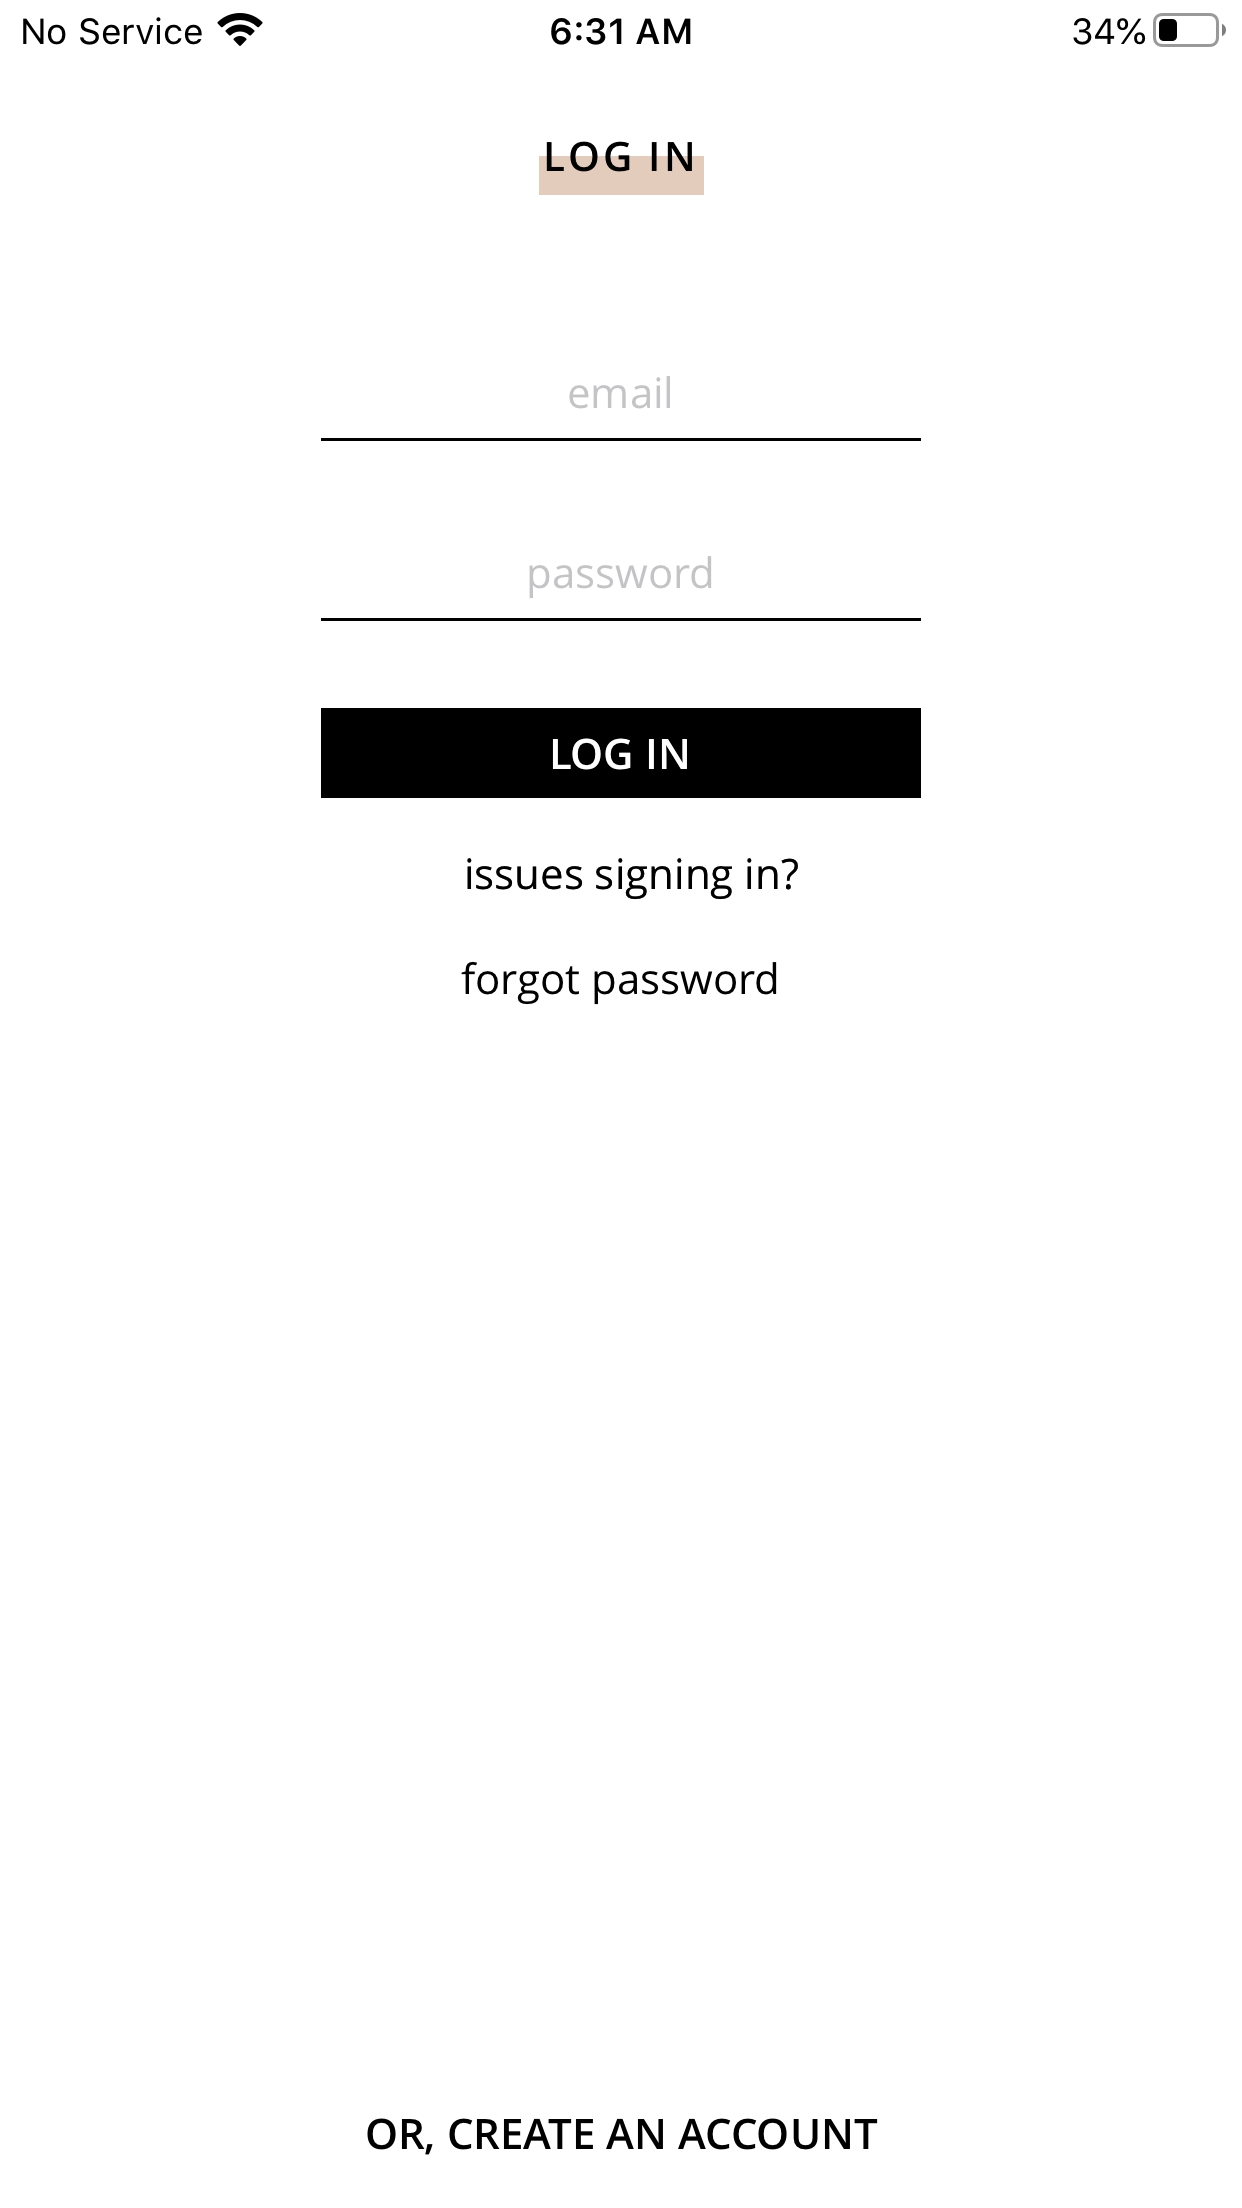 No Service 6:31 AM 34%
LOG IN
email
password
LOG IN
issues signing in?
forgot password
OR, CREATE AN ACCOUNT